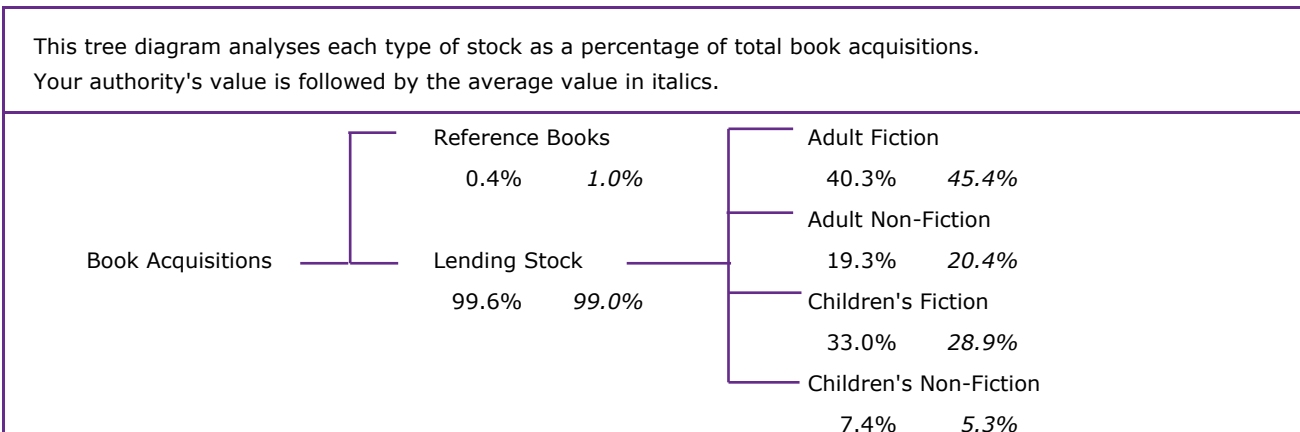 This tree diagram analyses each type of stock as a percentage of total book acquisitions.
Your authority's value is followed by the average value in italics.
Reference Books
0.4% 1.0%
Book Acquisitions
Lending Stock
99.6% 99.0%
Adult Fiction
40.3% 45.4%
Adult Non-Fiction
19.3% 20.4%
Children's Fiction
33.0% 28.9%
Children's Non-Fiction
7.4% 5.3%